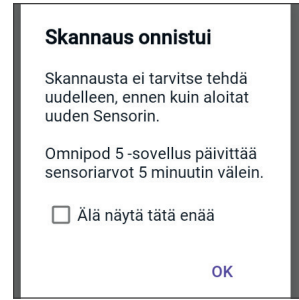 Skannaus onnistui
Skannausta ei tarvitse tehdä
uudelleen, ennen kuin aloitat
uuden Sensorin.
Omnipod 5 -sovellus päivittää
sensoriarvot 5 minuutin välein.
Älä näytä tätä enää
OK